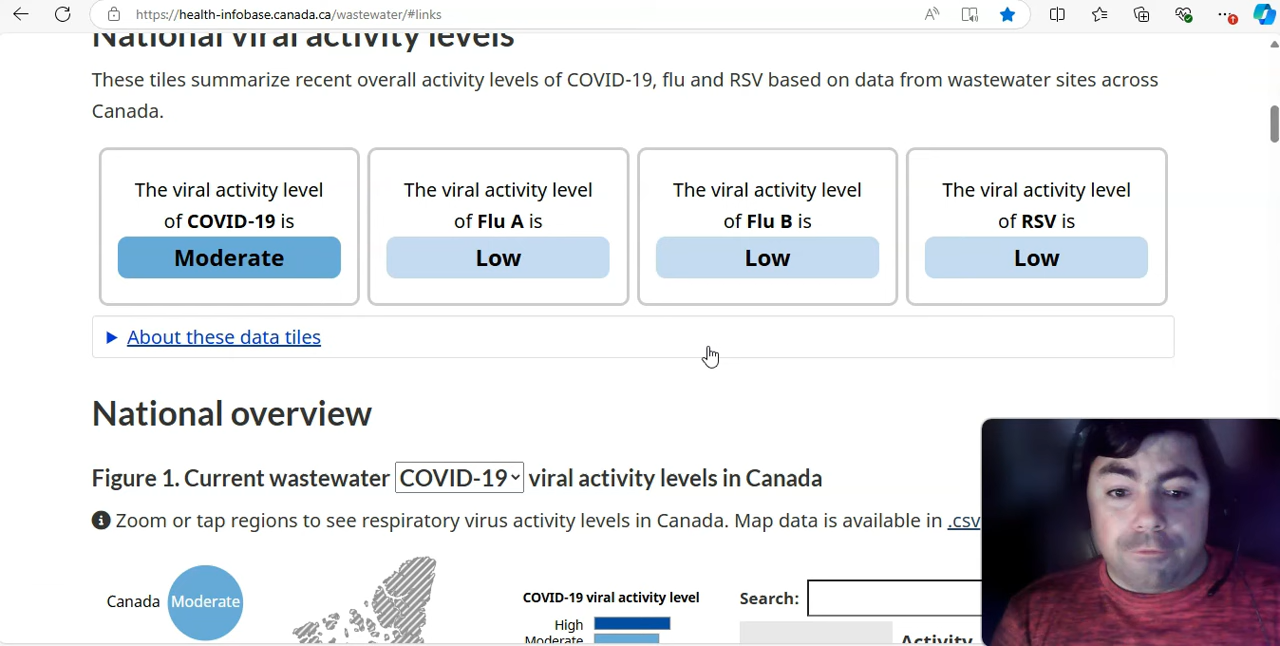 https://health-infobase.canada.ca/wastewater/#links
National viral activity levels
These tiles summarize recent overall activity levels of COVID-19, flu and RSV based on data from wastewater sites across
Canada.
The viral activity level
of COVID-19 is
Moderate
The viral activity level
of Flu A is
Low
The viral activity level
of Flu B is
Low
The viral activity level
of RSV is
Low
About these data tiles
National overview
Figure 1. Current wastewater COVID-19 viral activity levels in Canada
Zoom or tap regions to see respiratory virus activity levels in Canada. Map data is available in .csv
Canada Moderate
COVID-19 viral activity level
High
Moderate
Search:
Activity